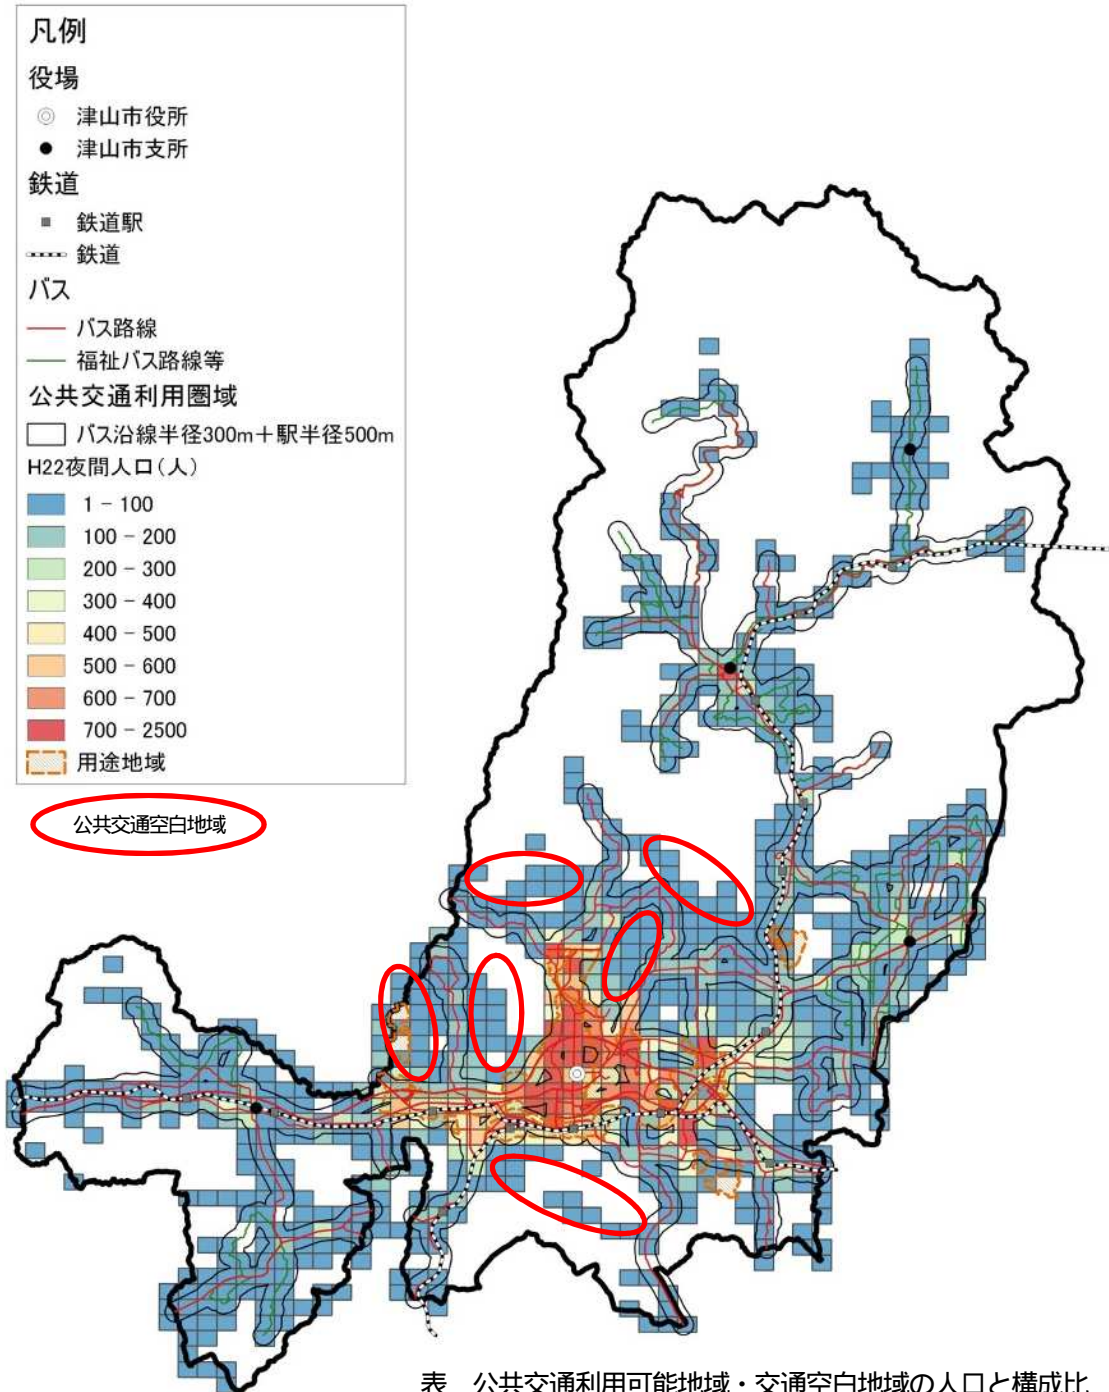 凡例
役場
津山市役所
津山市支所
鉄道
鉄道駅
鉄道
バス
バス路線
福祉バス路線等
公共交通利用圏域
バス沿線半径300m＋駅半径500m
H22夜間人口（人）
1 － 100
100 － 200
200 － 300
300 － 400
400 － 500
500 － 600
600 － 700
700 － 2500
用途地域
公共交通空白地域
表　公共交通利用可能地域・交通空白地域の人口と構成比